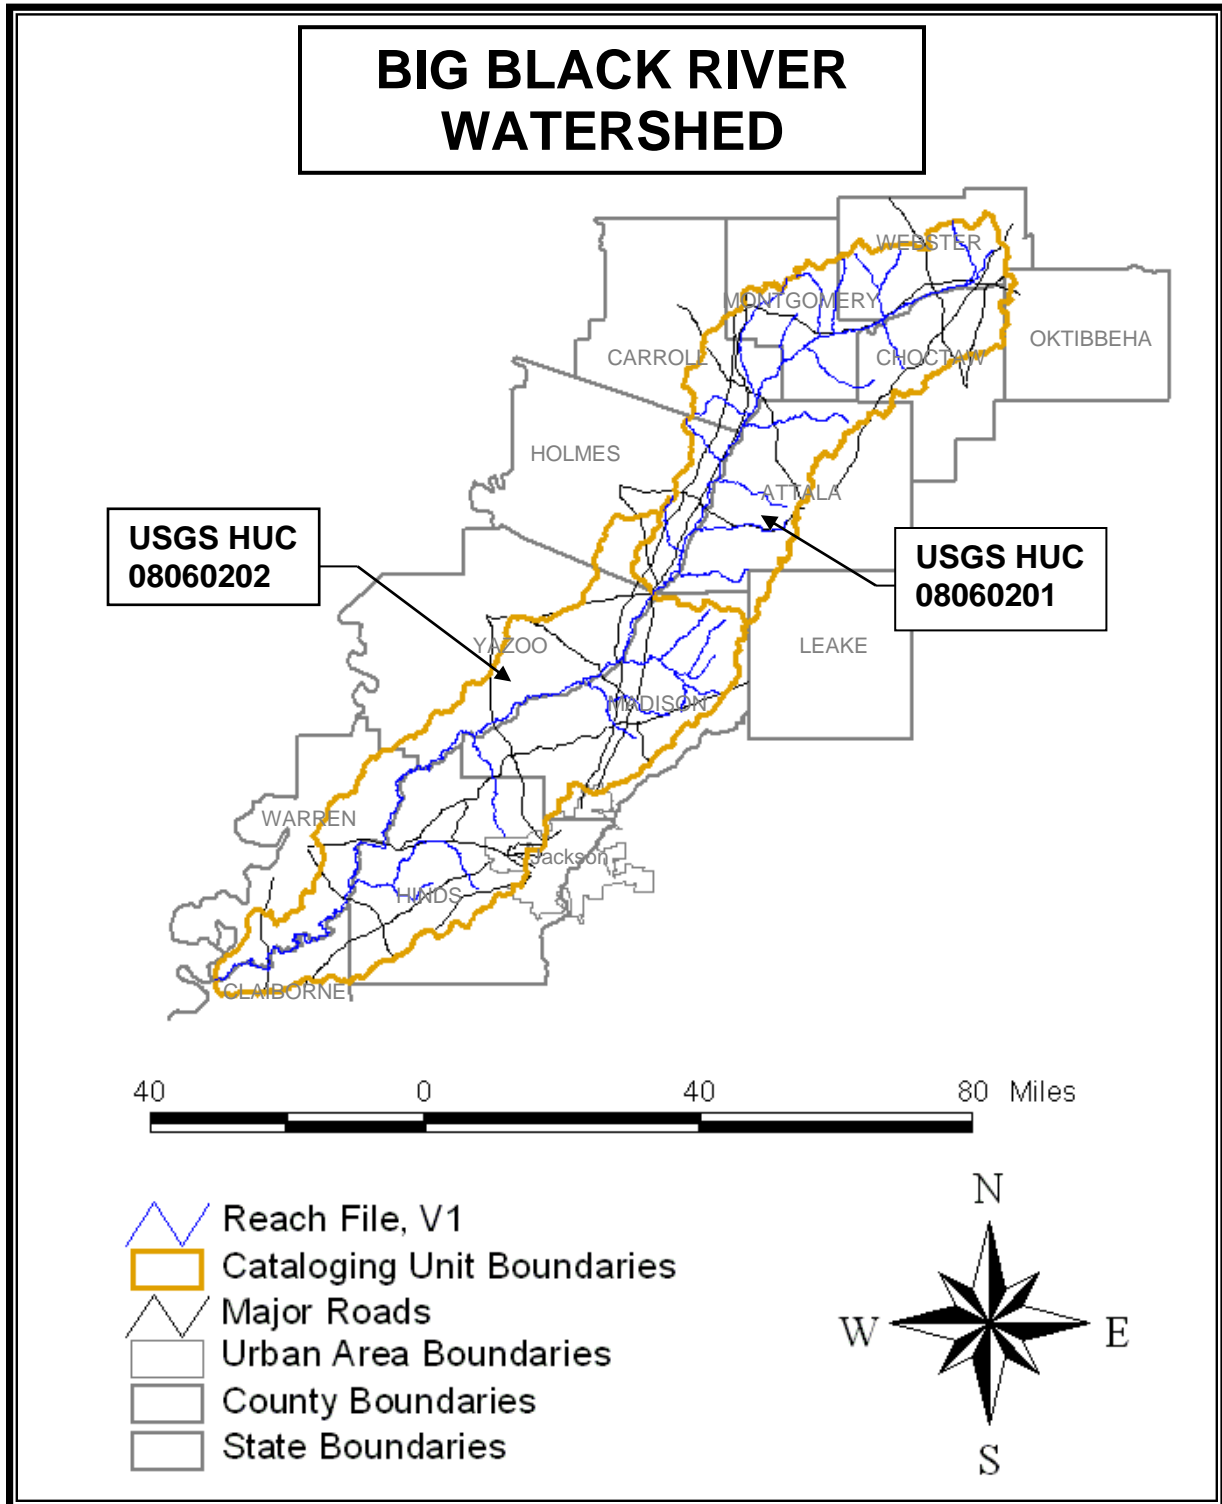 BIG BLACK RIVER
WATERSHED
WEBSTER
MONTGOMERY
OKTIBBEHA
CARROLL
CHOCTAW
HOLMES
ATTALA
USGS HUC
08060202
USGS HUC
08060201
YAZOO
LEAKE
MADISON
WARREN
Jackson
HINDS
CLAIBORNE
40 0 40 80 Miles
Reach File, V1
Cataloging Unit Boundaries
Major Roads
Urban Area Boundaries
County Boundaries
State Boundaries
N
W E
S